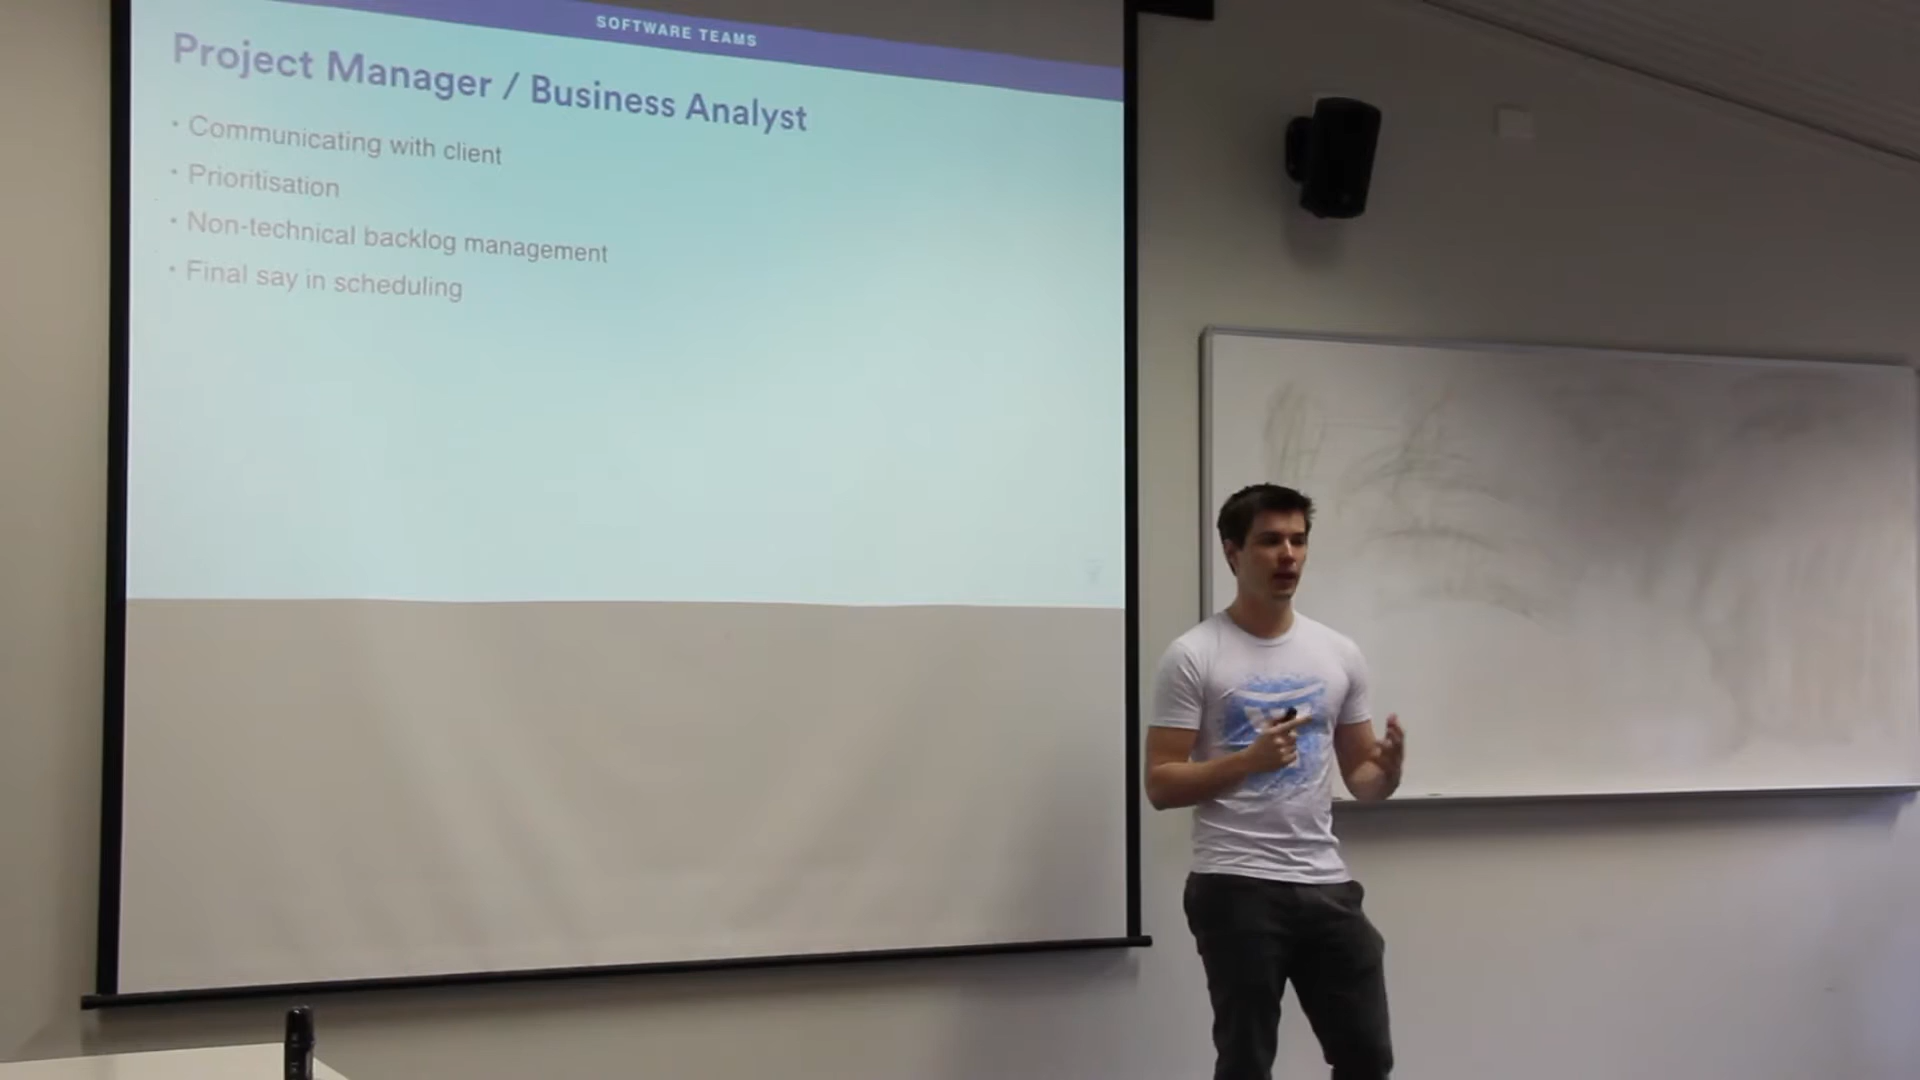 SOFTWARE TEAMS
Project Manager / Business Analyst
• Communicating with client
• Prioritisation
• Non-technical backlog management
• Final say in scheduling